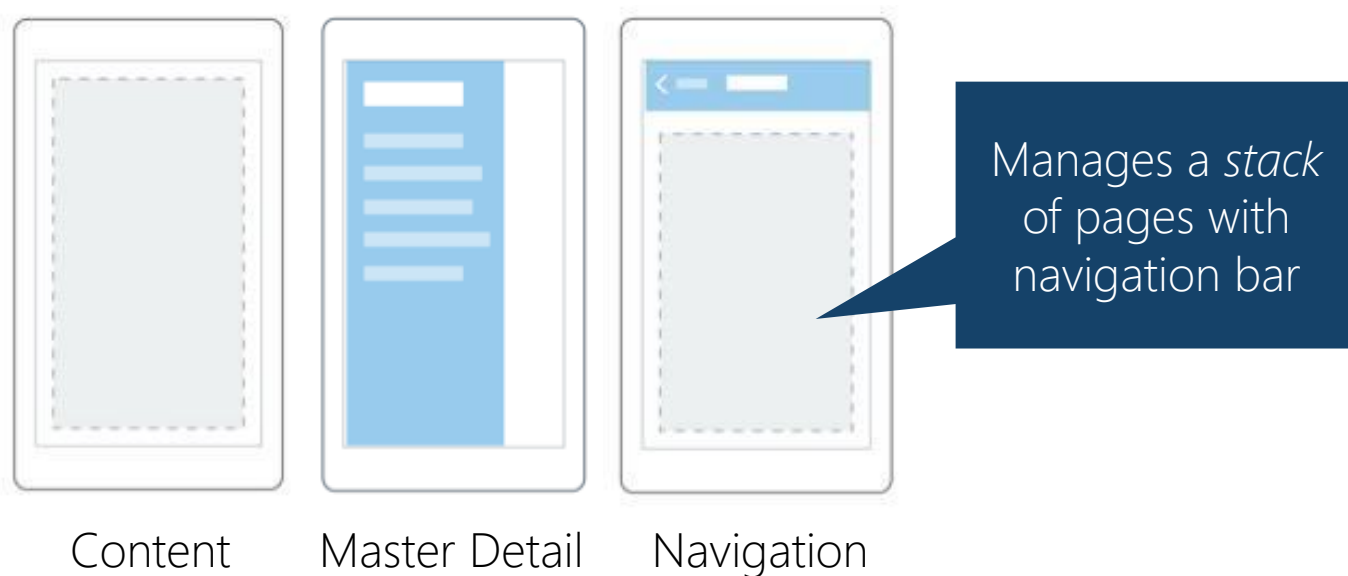 Manages a stack
of pages with
navigation bar
Content
Master Detail
Navigation